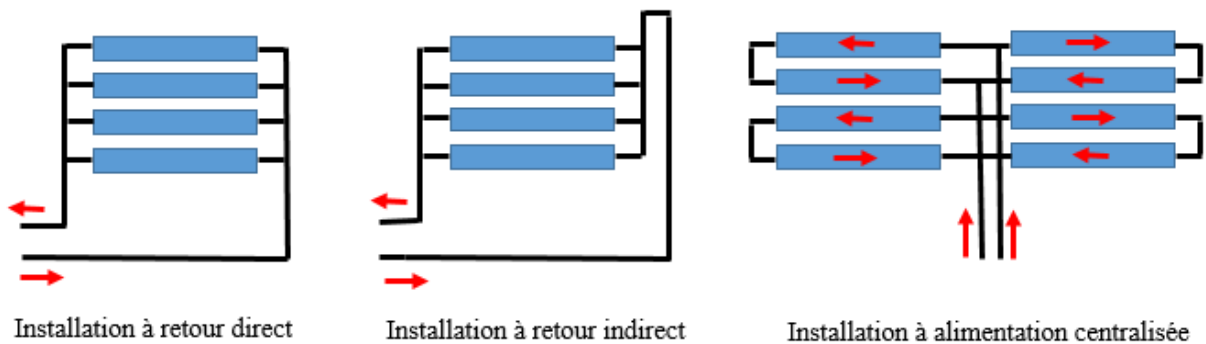 Installation à retour direct
Installation à retour indirect
Installation à alimentation centralisée